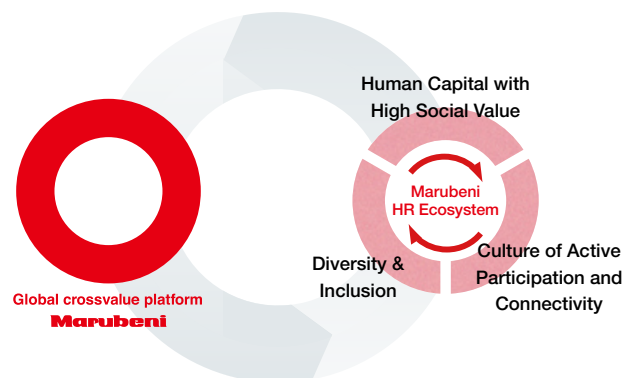 Human Capital with
High Social Value
Marubeni
HR Ecosystem
Diversity &
Inclusion
Culture of Active
Participation and
Connectivity
Global crossvalue platform
Marubeni